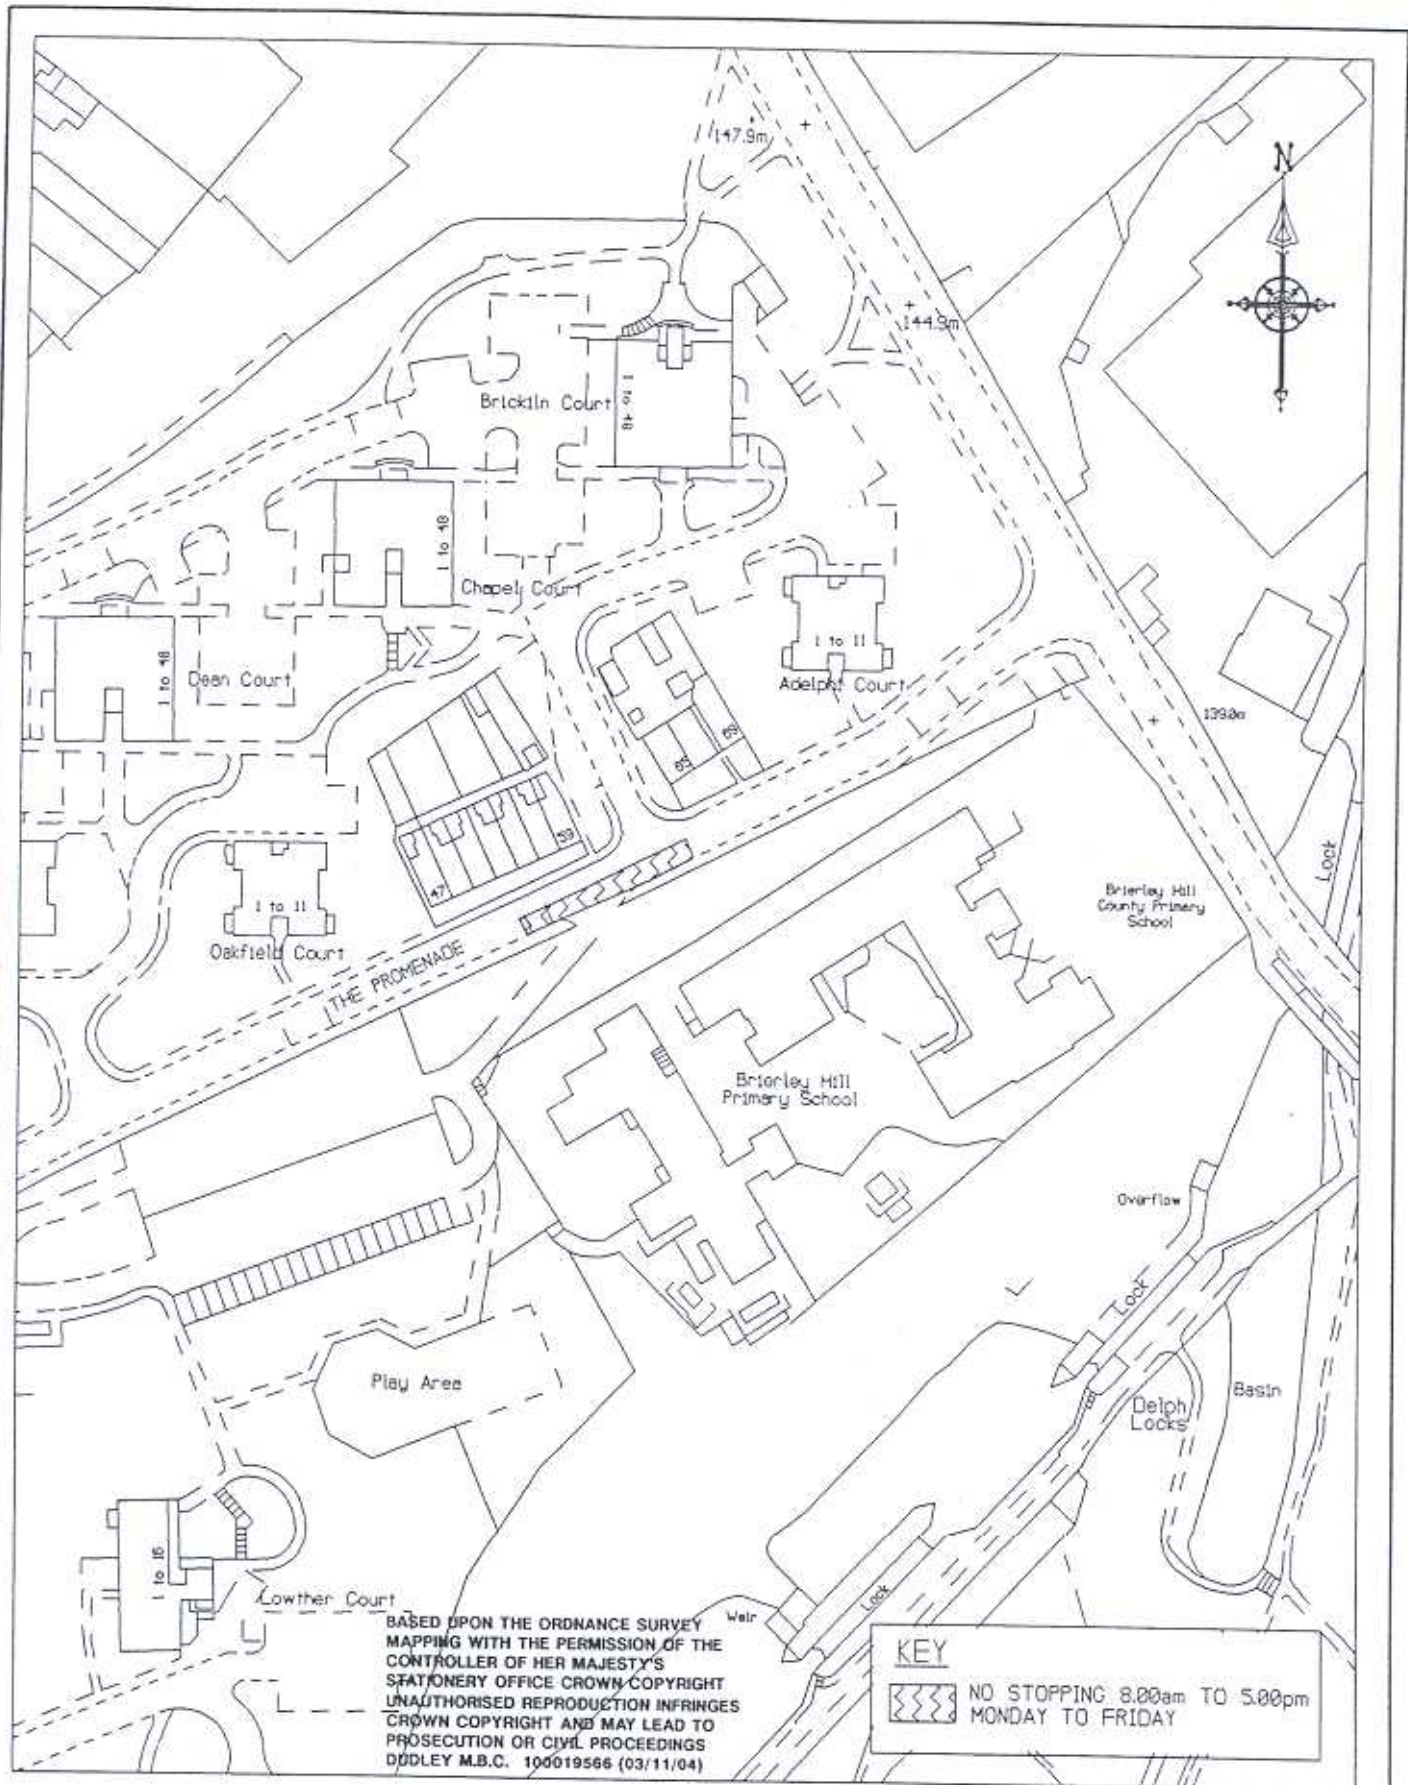 147.9m
N
144.9m
Brickiln Court
1 to 48
1 to 48
Chapel Court
1 to 48
Dean Court
1 to 11
Adelphi Court
139.0m
69
65
59
47
Lock
Brierley Hill
County Primary
School
1 to 11
Oakfield Court
THE PROMENADE
Brierley Hill
Primary School
Overflow
Lock
Play Area
Basin
Delph
Locks
1 to 16
Lowther Court
Weir
Lock
BASED UPON THE ORDNANCE SURVEY
MAPPING WITH THE PERMISSION OF THE
CONTROLLER OF HER MAJESTY'S
STATIONERY OFFICE CROWN COPYRIGHT
UNAUTHORISED REPRODUCTION INFRINGES
CROWN COPYRIGHT AND MAY LEAD TO
PROSECUTION OR CIVIL PROCEEDINGS
DUDLEY M.B.C. 100019566 (03/11/04)
KEY
NO STOPPING 8.00am TO 5.00pm
MONDAY TO FRIDAY